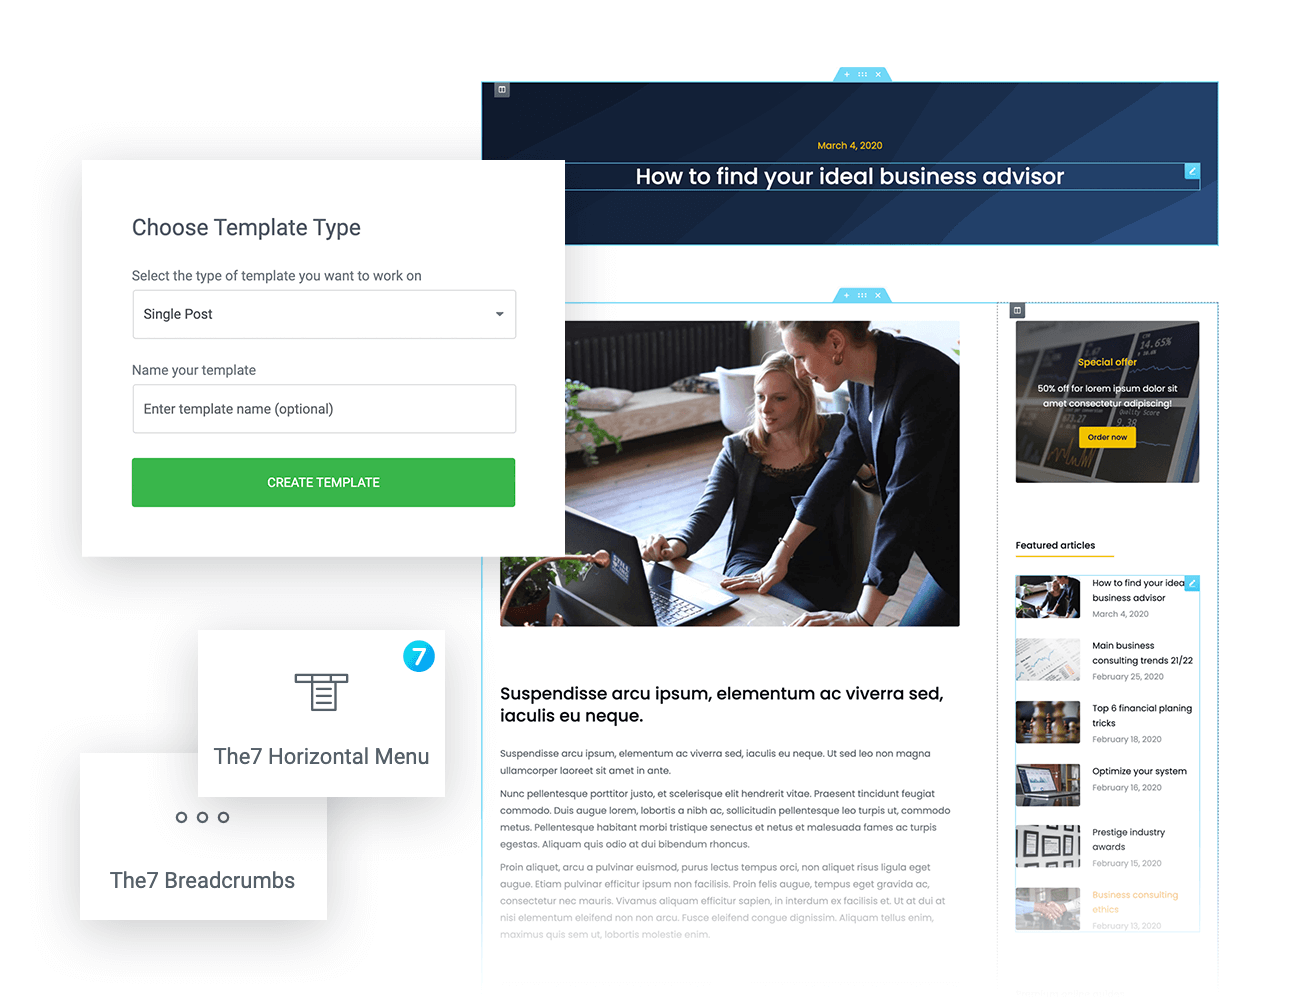 March 4, 2020
How to find your ideal business advisor
Choose Template Type
Select the type of template you want to work on
Single Post
Name your template
Enter template name (optional)
CREATE TEMPLATE
7
The7 Horizontal Menu
The7 Breadcrumbs
Suspendisse arcu ipsum, elementum ac viverra sed,
iaculis eu neque.
Suspendisse arcu ipsum, elementum ac viverra sed, iaculis eu neque. Ut sed leo non magna
ullamcorper laoreet sit amet in ante.
Nunc pellentesque porttitor justo, et scelerisque elit hendrerit vitae. Praesent tincidunt feugiat
commodo. Duis augue lorem, lobortis a nibh ac, sollicitudin pellentesque leo turpis ut, commodo
metus. Pellentesque habitant morbi tristique senectus et netus et malesuada fames ac turpis
egestas. Aliquam quis odio at dui bibendum rhoncus.
Proin aliquet, arcu a pulvinar euismod, purus lectus tempus orci, non aliquet risus ligula eget
augue. Etiam pulvinar efficitur ipsum non facilisis. Proin felis augue, tempus eget gravida ac,
consectetur nec mauris. Vivamus aliquam efficitur sapien, in interdum ex facilisis et. Ut at dui at
nisi elementum eleifend non non arcu. Fusce eleifend congue dignissim. Aliquam tellus enim,
maximus quis sem ut, lobortis molestie enim.
14.65%
Special offer
50% off for lorem ipsum dolor sit
amet consectetur adipiscing!
Quality Score
673.27
9.38
Order now
Featured articles
How to find your idea
business advisor
March 4, 2020
Main business
consulting trends 21/22
February 25, 2020
Top 6 financial planing
tricks
February 18, 2020
Optimize your system
February 16, 2020
Prestige industry
awards
February 15, 2020
Business consulting
ethics
February 13, 2020